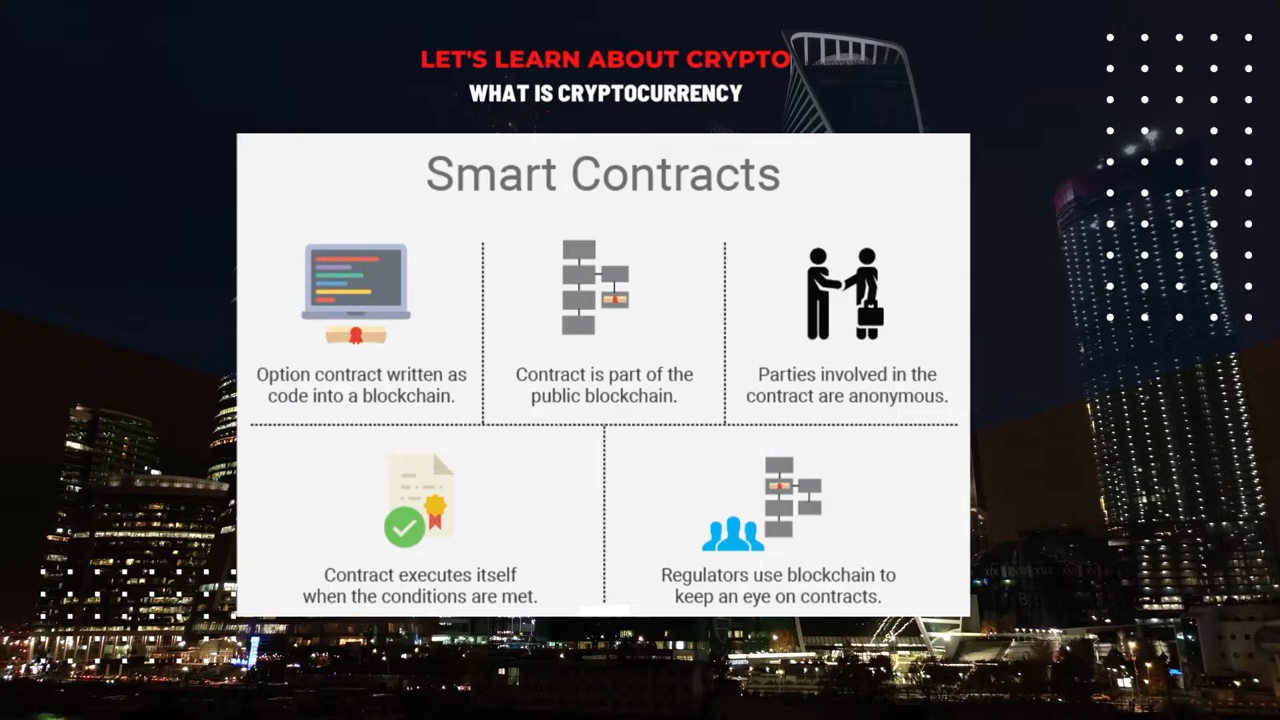 LET'S LEARN ABOUT CRYPTO
WHAT IS CRYPTOCURRENCY
Smart Contracts
Option contract written as
code into a blockchain.
Contract is part of the
public blockchain.
Parties involved in the
contract are anonymous.
Contract executes itself
when the conditions are met.
Regulators use blockchain to
keep an eye on contracts.